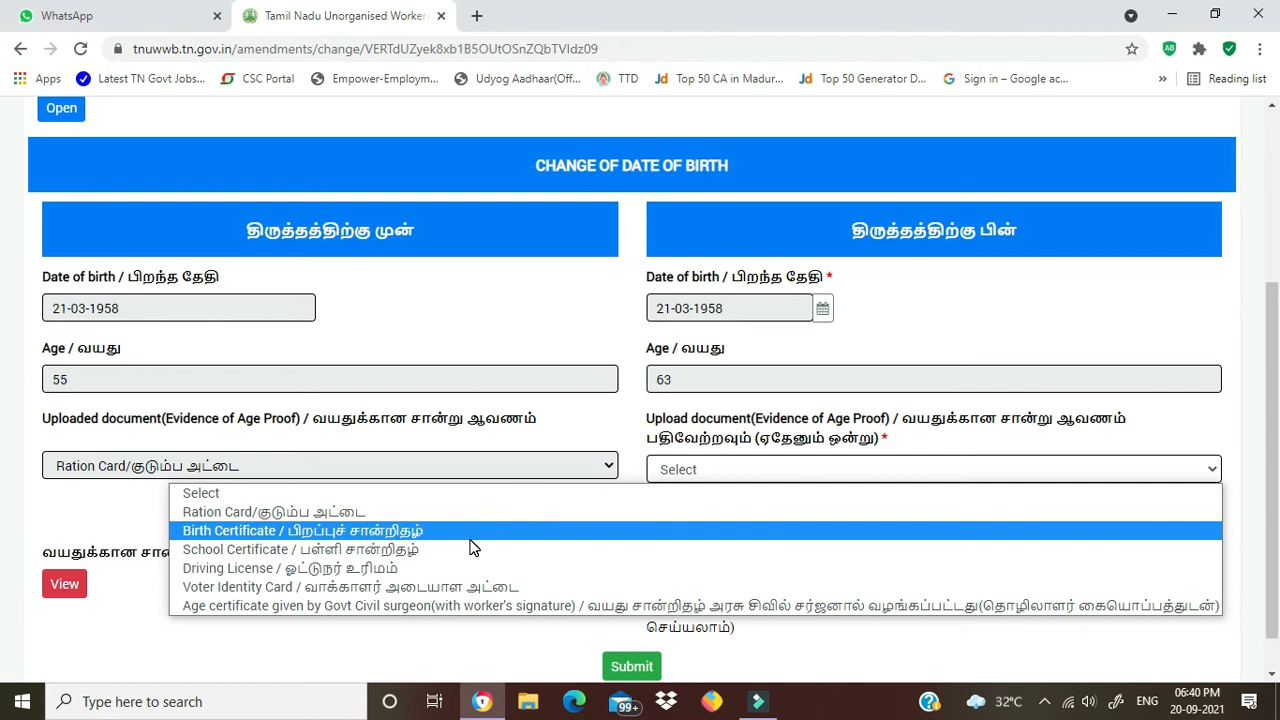 WhatsApp
Tamil Nadu Unorganised Workers
tnuwwb.tn.gov.in/amendments/change/VERTdUZyek8xb1B5OUtOSnZQbTVIdz09
Apps Latest TN Govt Jobs... CSC Portal Empower-Employm... Udyog Aadhaar(Off... TTD Top 50 CA in Madur... Top 50 Generator D... Sign in – Google ac... » Reading list
Open
CHANGE OF DATE OF BIRTH
திருத்தத்திற்கு முன்
திருத்தத்திற்கு பின்
Date of birth / பிறந்த தேதி
Date of birth / பிறந்த தேதி *
21-03-1958
21-03-1958
Age / வயது
Age / வயது
55
63
Uploaded document(Evidence of Age Proof) / வயதுக்கான சான்று ஆவணம்
Upload document(Evidence of Age Proof) / வயதுக்கான சான்று ஆவணம்
பதிவேற்றவும் (ஏதேனும் ஒன்று) *
Ration Card/குடும்ப அட்டை
Select
Select
Ration Card/குடும்ப அட்டை
Birth Certificate / பிறப்புச் சான்றிதழ்
School Certificate / பள்ளி சான்றிதழ்
Driving License / ஓட்டுநர் உரிமம்
Voter Identity Card / வாக்காளர் அடையாள அட்டை
Age certificate given by Govt Civil surgeon(with worker's signature) / வயது சான்றிதழ் அரசு சிவில் சர்ஜனால் வழங்கப்பட்டது(தொழிலாளர் கையொப்பத்துடன்)
வயதுக்கான சான்
View
செய்யலாம்)
Submit
Type here to search
99+
32°C
ENG
06:40 PM
20-09-2021